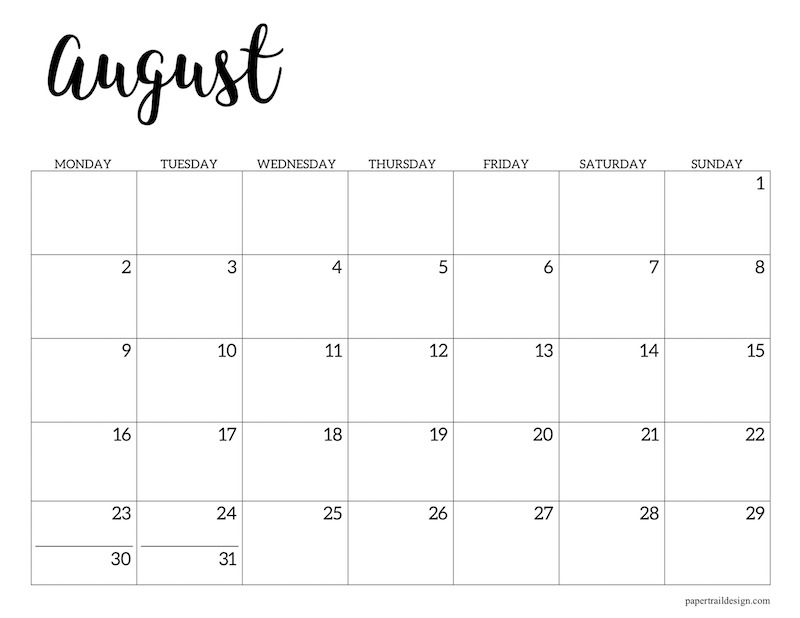 August
MONDAY TUESDAY WEDNESDAY THURSDAY FRIDAY SATURDAY SUNDAY
1
2 3 4 5 6 7 8
9 10 11 12 13 14 15
16 17 18 19 20 21 22
23 24 25 26 27 28 29
30 31
papertraildesign.com